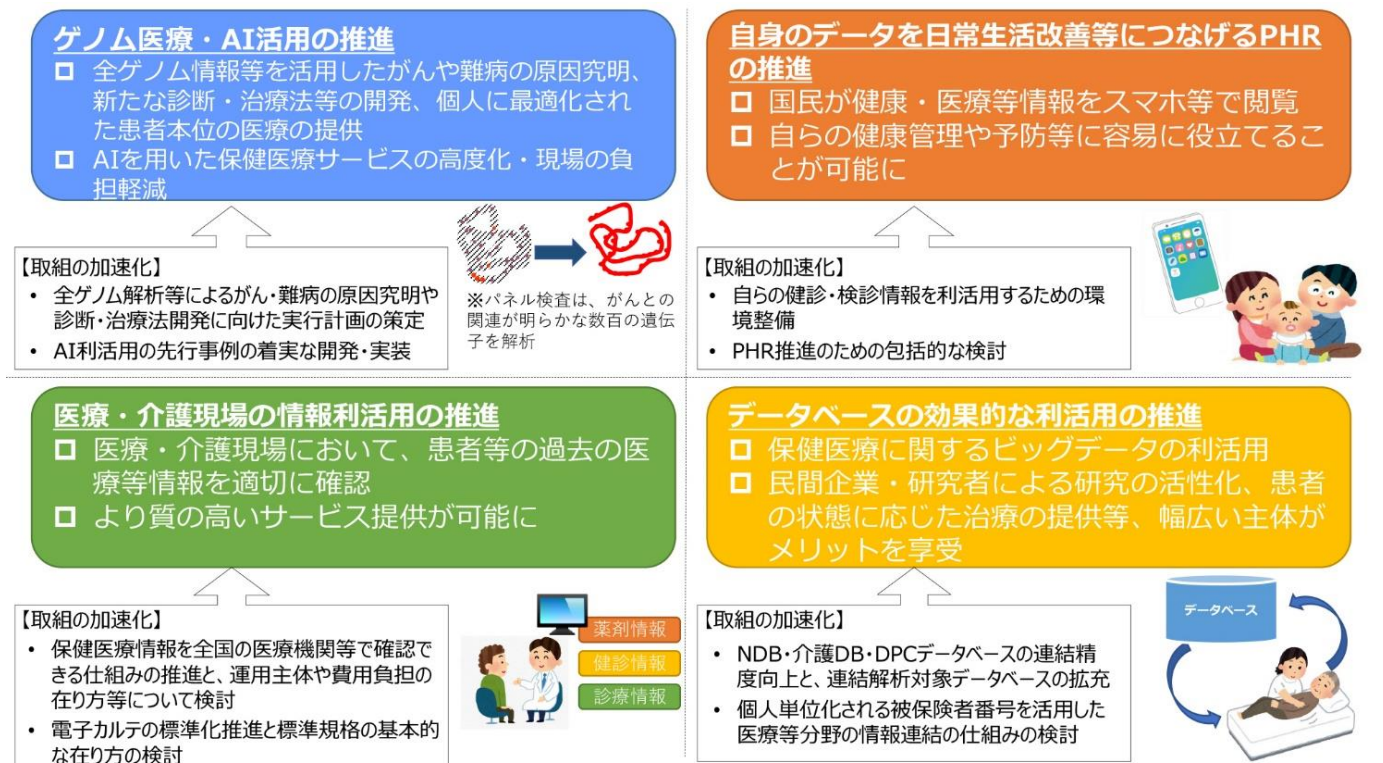 ゲノム医療・AI活用の推進
□ 全ゲノム情報等を活用したがんや難病の原因究明、
新たな診断・治療法等の開発、個人に最適化され
た患者本位の医療の提供
□ AIを用いた保健医療サービスの高度化・現場の負
担軽減
【取組の加速化】
• 全ゲノム解析等によるがん・難病の原因究明や
診断・治療法開発に向けた実行計画の策定
• AI利活用の先行事例の着実な開発・実装
※パネル検査は、がんとの
関連が明らかな数百の遺伝
子を解析
自身のデータを日常生活改善等につなげるPHR
の推進
□ 国民が健康・医療等情報をスマホ等で閲覧
□ 自らの健康管理や予防等に容易に役立てるこ
とが可能に
【取組の加速化】
• 自らの健診・検診情報を利活用するための環
境整備
• PHR推進のための包括的な検討
医療・介護現場の情報利活用の推進
□ 医療・介護現場において、患者等の過去の医
療等情報を適切に確認
□ より質の高いサービス提供が可能に
【取組の加速化】
• 保健医療情報を全国の医療機関等で確認で
きる仕組みの推進と、運用主体や費用負担の
在り方等について検討
• 電子カルテの標準化推進と標準規格の基本的
な在り方の検討
薬剤情報
健診情報
診療情報
データベースの効果的な利活用の推進
□ 保健医療に関するビッグデータの利活用
□ 民間企業・研究者による研究の活性化、患者
の状態に応じた治療の提供等、幅広い主体が
メリットを享受
【取組の加速化】
• NDB・介護DB・DPCデータベースの連結精
度向上と、連結解析対象データベースの拡充
• 個人単位化される被保険者番号を活用した
医療等分野の情報連結の仕組みの検討
データベース